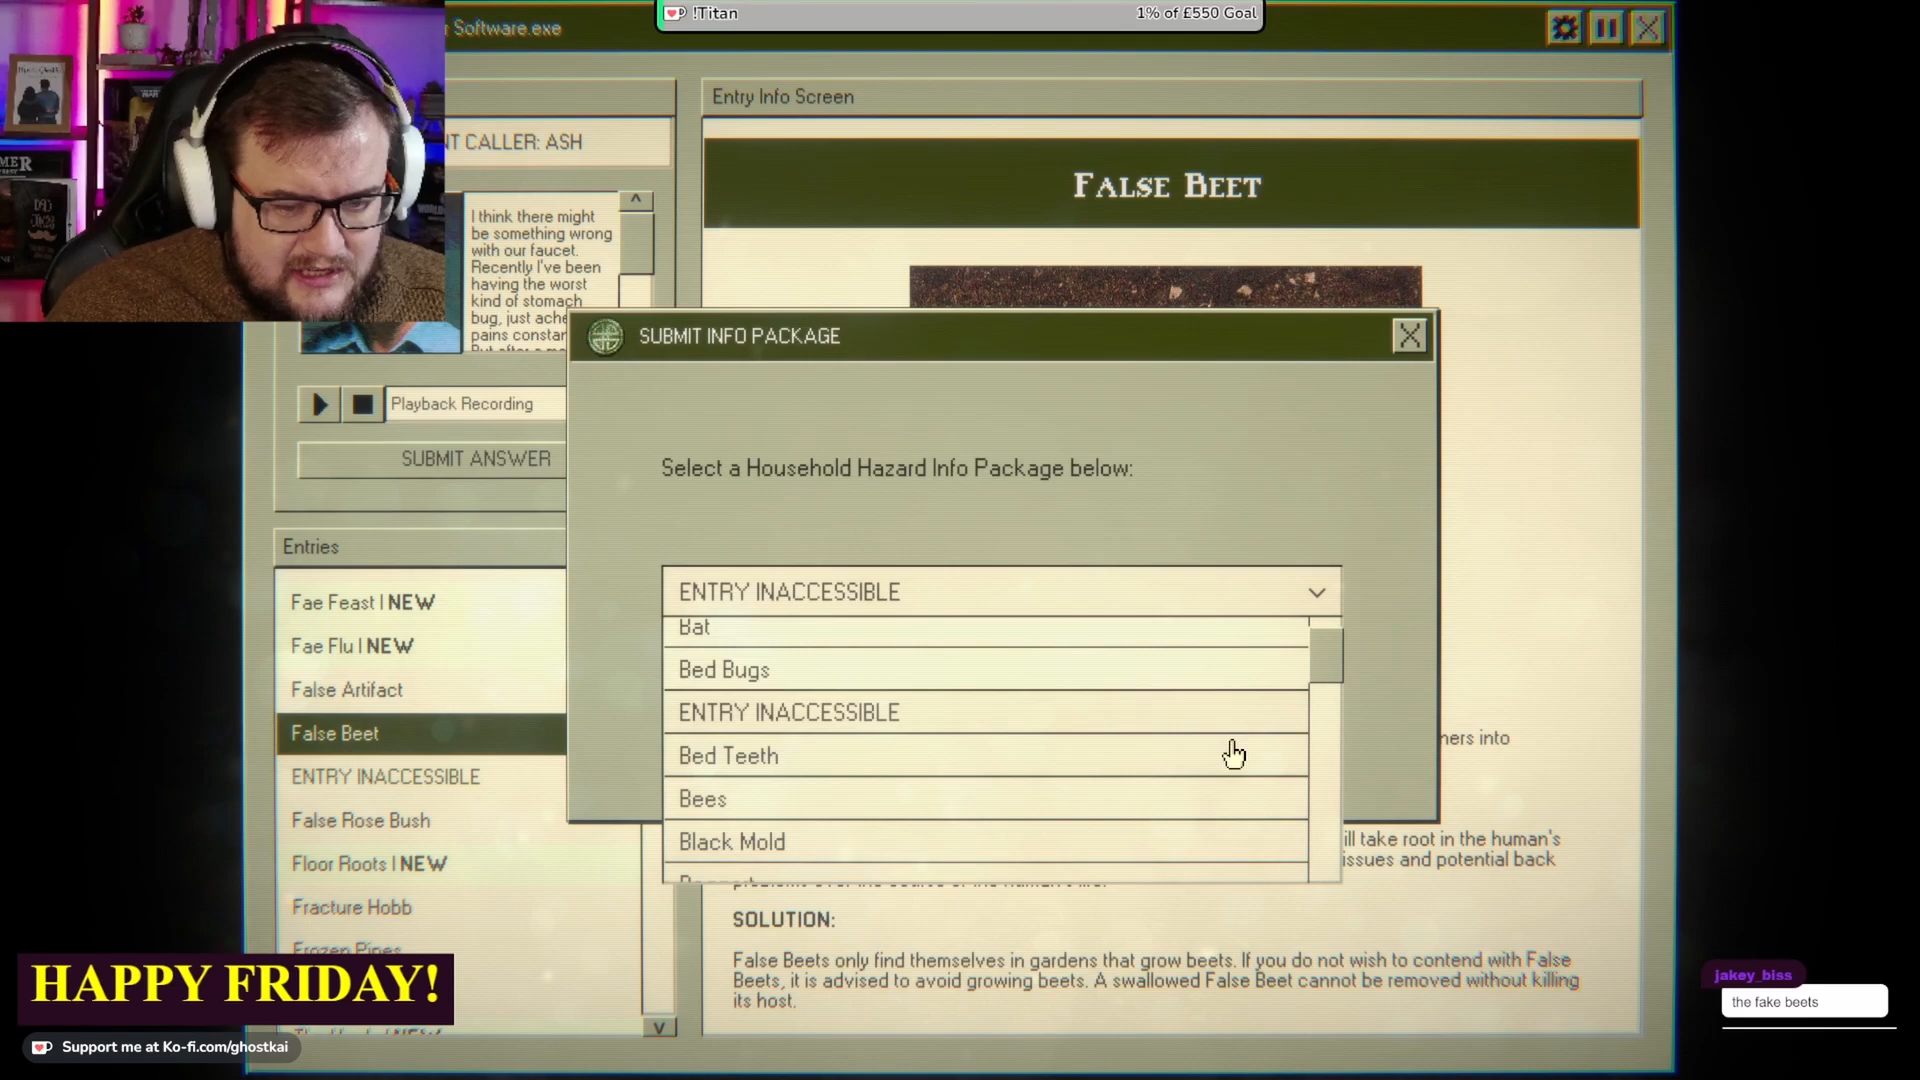 !Titan
1% of £550 Goal
r Software.exe
Entry Info Screen
NT CALLER: ASH
FALSE BEET
I think there might
be something wrong
with our faucet.
Recently I've been
having the worst
kind of stomach
bug, just ache
pains constan
SUBMIT INFO PACKAGE
Playback Recording
SUBMIT ANSWER
Select a Household Hazard Info Package below:
Entries
ENTRY INACCESSIBLE
Bat
Bed Bugs
ENTRY INACCESSIBLE
Bed Teeth
Bees
Black Mold
Fae Feast | NEW
Fae Flu | NEW
False Artifact
False Beet
ENTRY INACCESSIBLE
False Rose Bush
Floor Roots | NEW
Fracture Hobb
Frozen Pipes
ners into
ill take root in the human's
issues and potential back
SOLUTION:
False Beets only find themselves in gardens that grow beets. If you do not wish to contend with False
Beets, it is advised to avoid growing beets. A swallowed False Beet cannot be removed without killing
its host.
HAPPY FRIDAY!
Support me at Ko-fi.com/ghostkai
jakey_biss
the fake beets